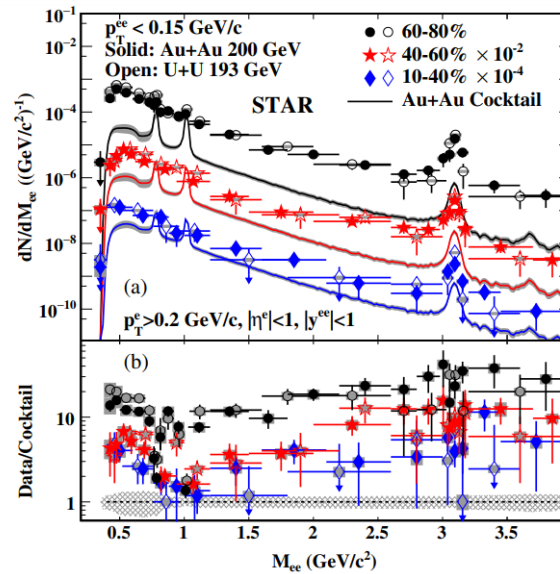 p_T^ee < 0.15 GeV/c
Solid: Au+Au 200 GeV
Open: U+U 193 GeV
60-80%
40-60% ×10^-2
10-40% ×10^-4
Au+Au Cocktail
STAR
dN/dM_ee ((GeV/c²)^-1)
10^-1
10^-2
10^-4
10^-6
10^-8
10^-10
(a)
p_T^e>0.2 GeV/c, |η^e|<1, |y^ee|<1
(b)
Data/Cocktail
10
1
0.5 1 1.5 2 2.5 3 3.5
M_ee (GeV/c²)